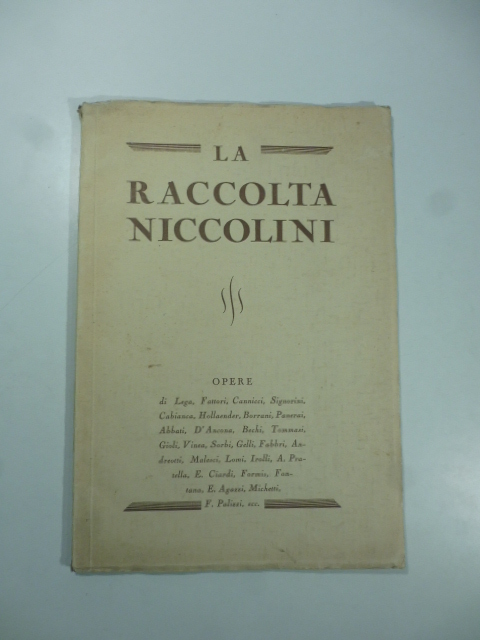 LA
RACCOLTA
NICCOLINI
OPERE
di Lega, Fattori, Cannicci, Signorini,
Cabianca, Hollaender, Borrani, Panerai,
Abbati, D'Ancona, Bechi, Tommasi,
Gioli, Vinea, Sorbi, Gelli, Fabbri, An-
dreotti, Malesci, Lomi, Irolli, A. Pra-
tella, E. Ciardi, Formis, Fon-
tana, E. Agazzi, Michetti,
F. Palizzi, ecc.